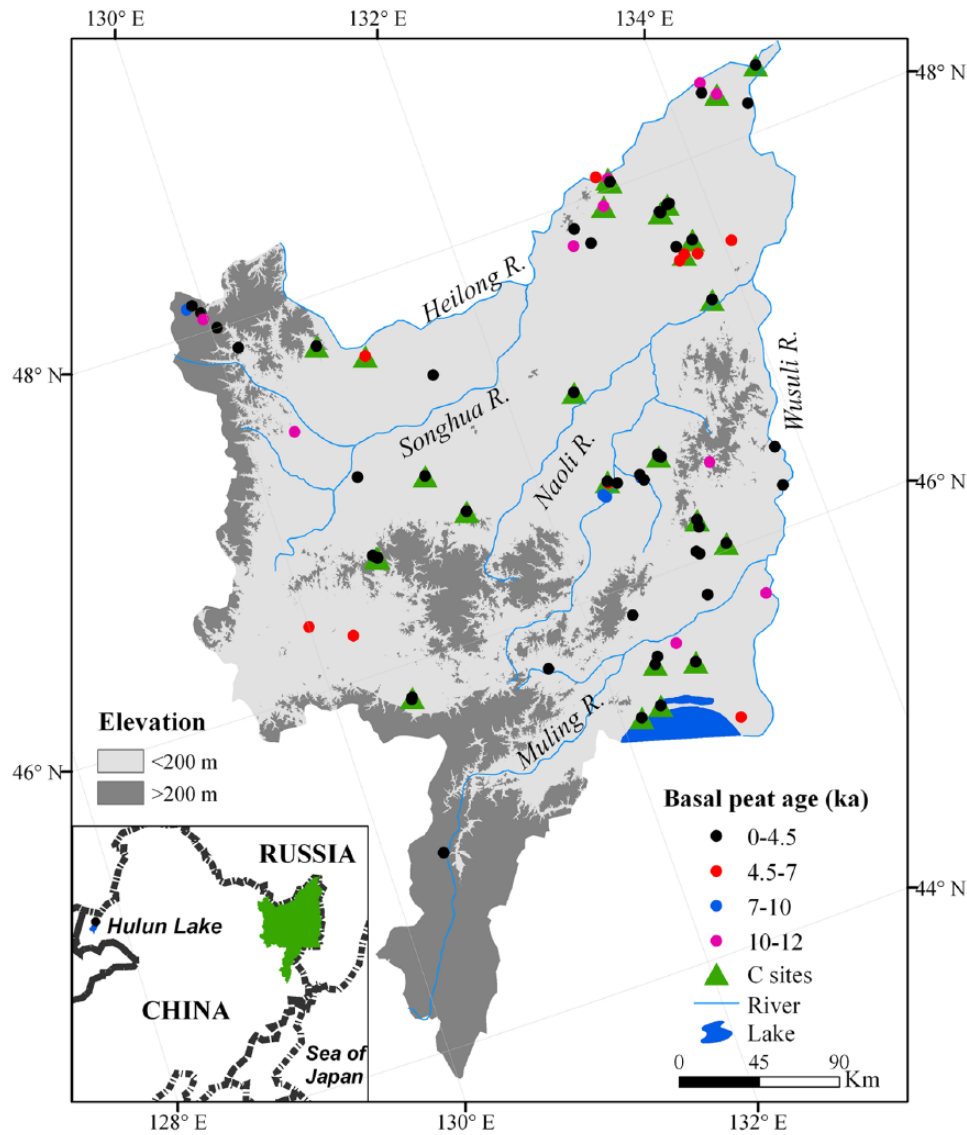 130° E
132° E
134° E
48° N
Heilong R.
48° N
Songhua R.
Naoli R.
Wusuli R.
46° N
Muling R.
Elevation
<200 m
>200 m
46° N
Basal peat age (ka)
0-4.5
4.5-7
7-10
10-12
C sites
River
Lake
0 45 90
Km
44° N
RUSSIA
Hulun Lake
CHINA
Sea of
Japan
128° E
130° E
132° E